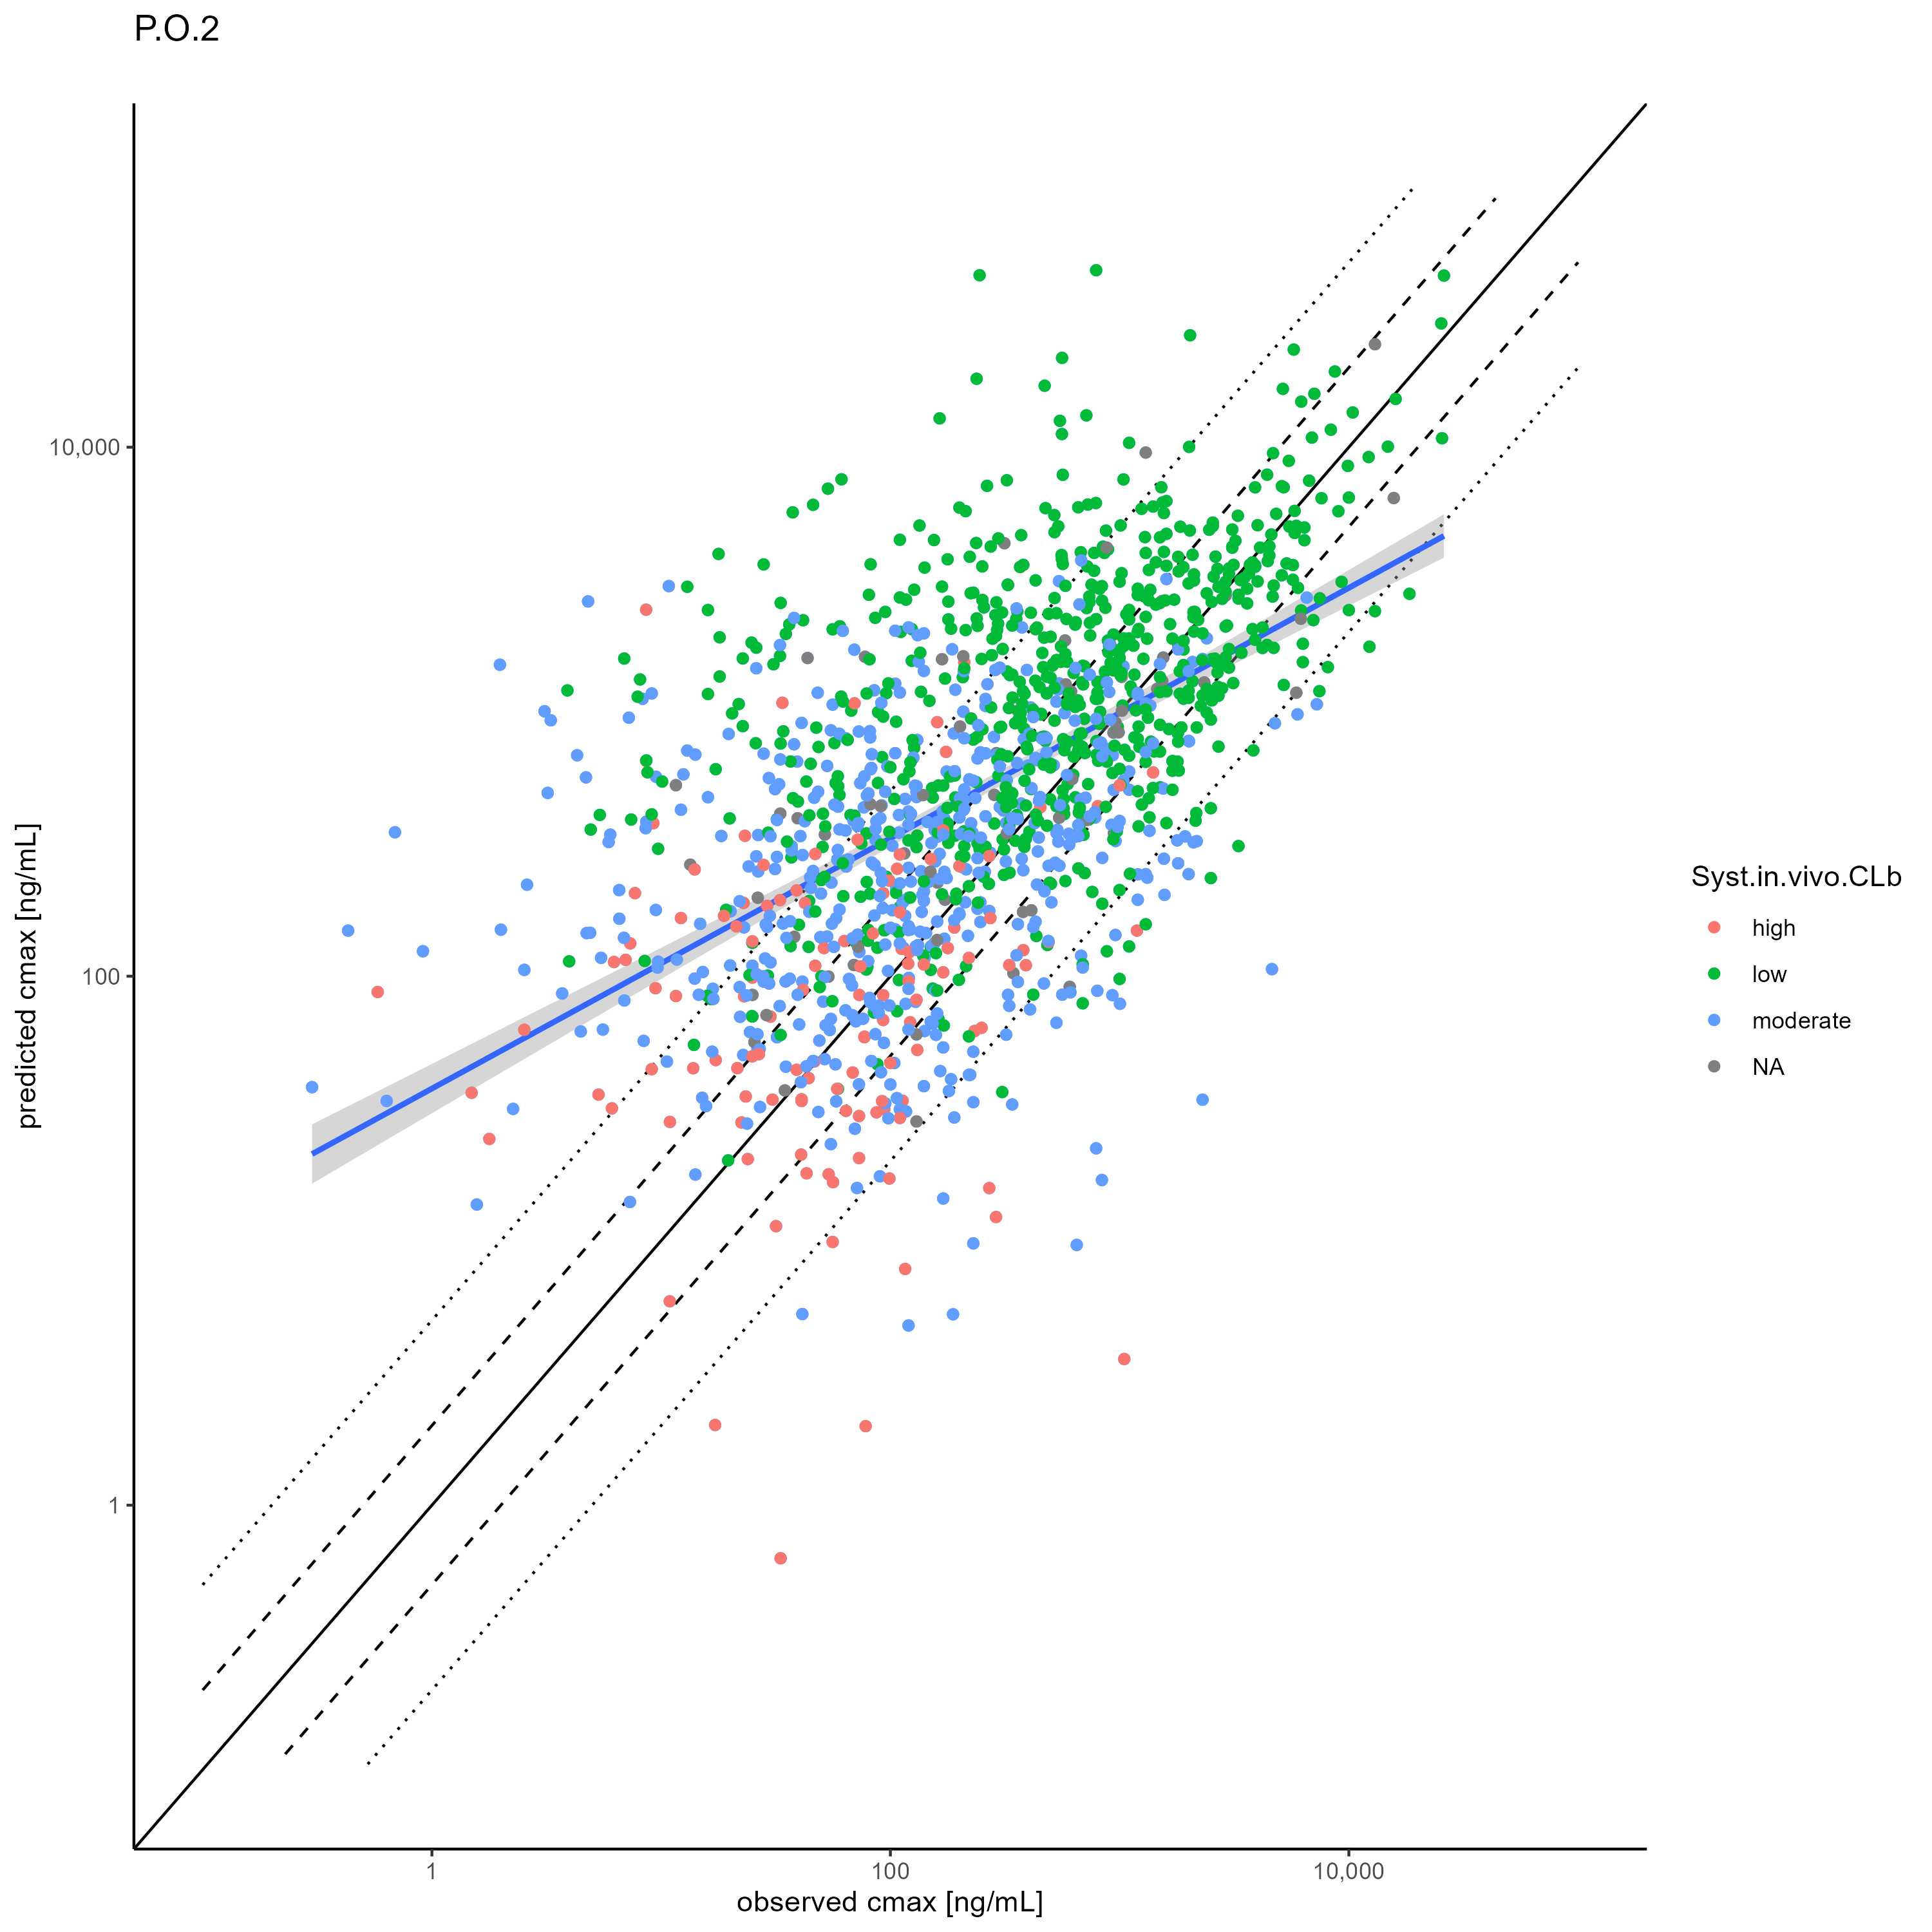 P.O.2
predicted cmax [ng/mL]
10,000
100
1
1
100
10,000
observed cmax [ng/mL]
Syst.in.vivo.CLb
high
low
moderate
NA